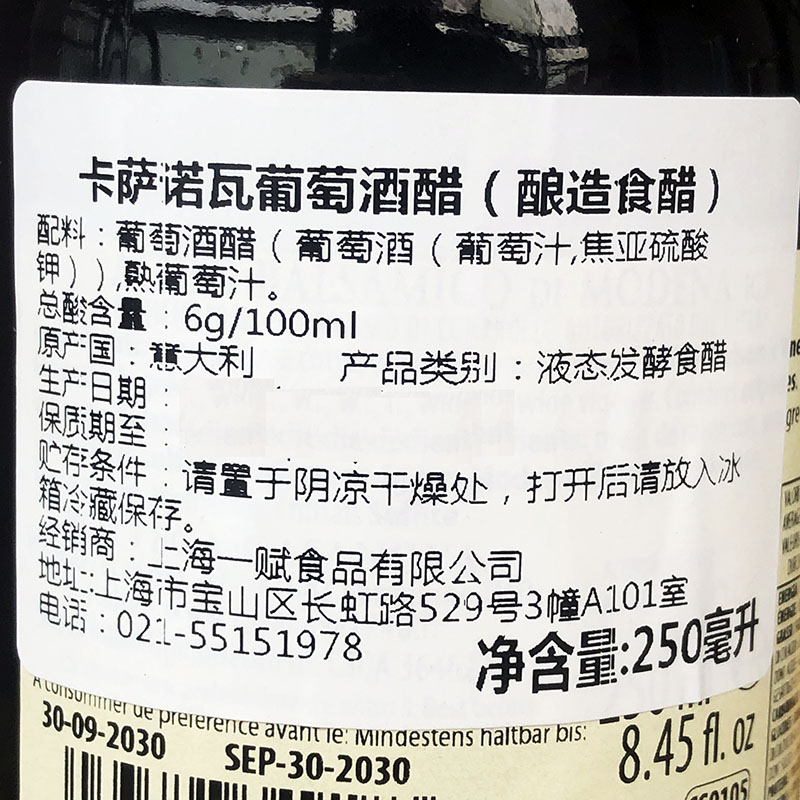 卡萨诺瓦葡萄酒醋（酿造食醋）
配料：葡萄酒醋（葡萄酒（葡萄汁,焦亚硫酸
钾））,熟葡萄汁。
总酸含量：6g/100ml
原产国：意大利 产品类别：液态发酵食醋
生产日期：
保质期至：
贮存条件：请置于阴凉干燥处，打开后请放入冰
箱冷藏保存。
经销商：上海一赋食品有限公司
地址:上海市宝山区长虹路529号3幢A101室
电话：021-55151978
净含量:250毫升
A consommer de préférence avant le: Mindestens haltbar bis:
30-09-2030 SEP-30-2030
8.45 fl. oz